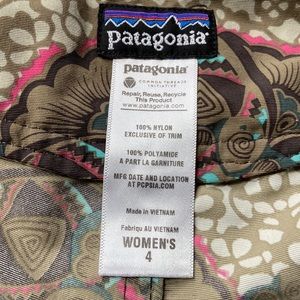 patagonia
patagonia
COMMON THREADS
INITIATIVE
Repair, Reuse, Recycle
This Product
www.patagonia.com
100% NYLON
EXCLUSIVE OF TRIM
100% POLYAMIDE
A PART LA GARNITURE
MFG DATE AND LOCATION
AT PCPSIA.COM
Made in VIETNAM
Fabriqu AU VIETNAM
WOMEN'S
4